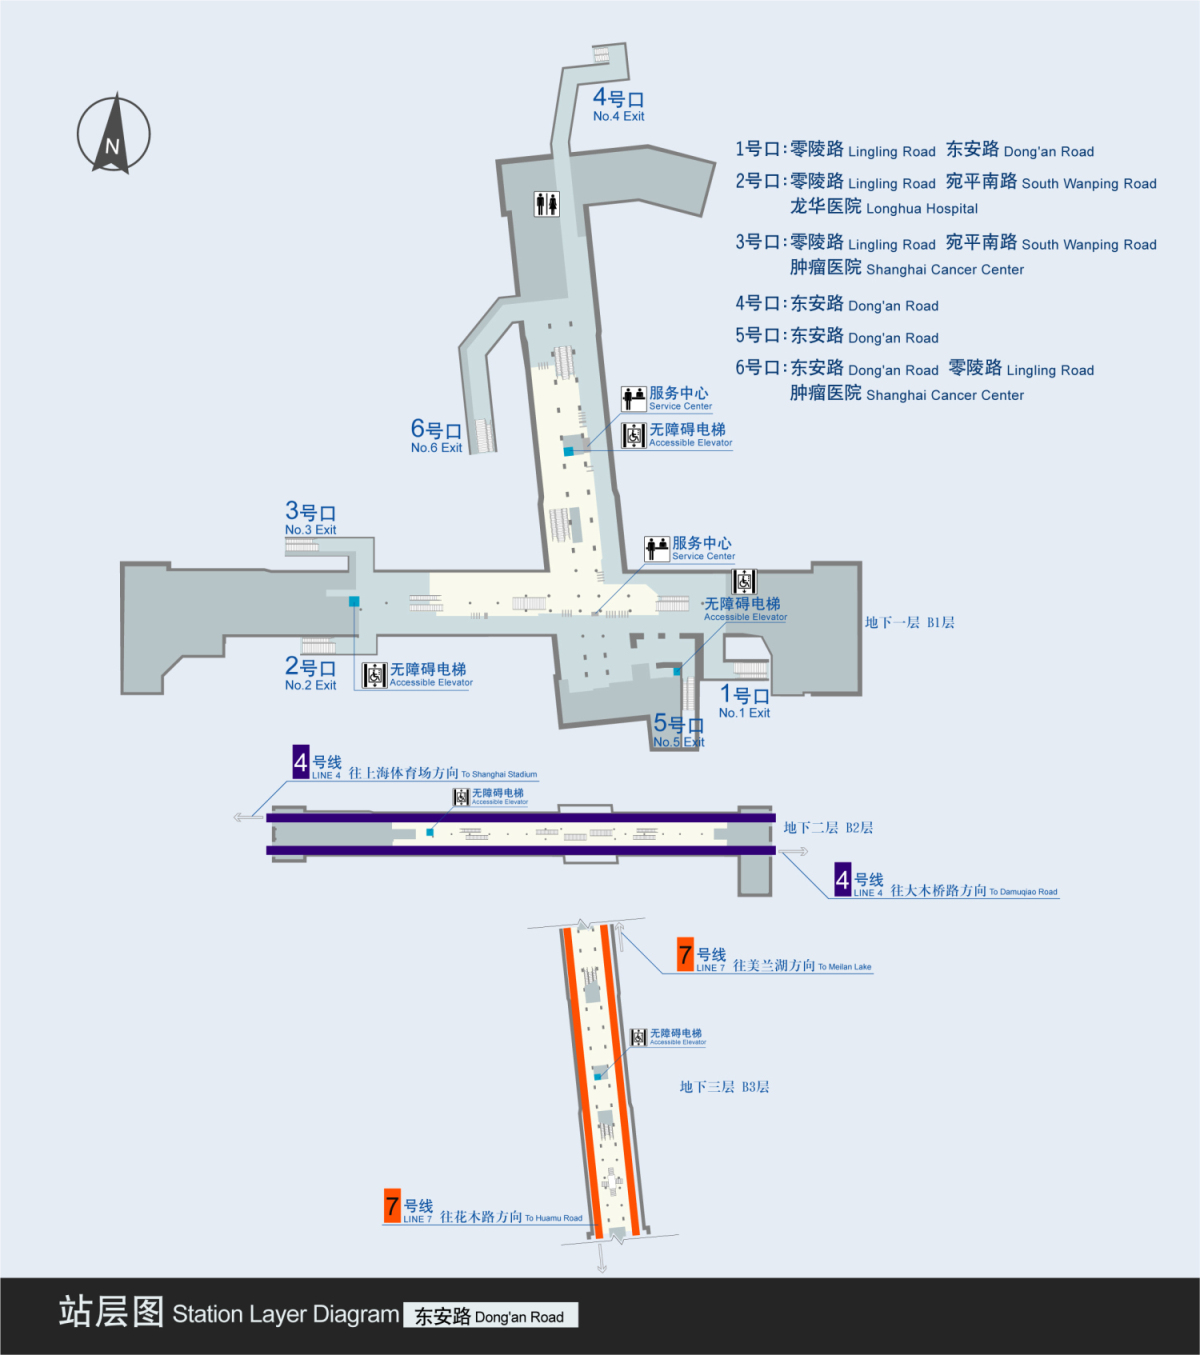 4号口
No.4 Exit
N
1号口:零陵路 Lingling Road 东安路 Dong'an Road
2号口:零陵路 Lingling Road 宛平南路 South Wanping Road
龙华医院 Longhua Hospital
3号口:零陵路 Lingling Road 宛平南路 South Wanping Road
肿瘤医院 Shanghai Cancer Center
4号口:东安路 Dong'an Road
5号口:东安路 Dong'an Road
6号口:东安路 Dong'an Road 零陵路 Lingling Road
肿瘤医院 Shanghai Cancer Center
服务中心
Service Center
无障碍电梯
Accessible Elevator
6号口
No.6 Exit
3号口
No.3 Exit
服务中心
Service Center
无障碍电梯
Accessible Elevator
地下一层 B1层
2号口
No.2 Exit
无障碍电梯
Accessible Elevator
1号口
No.1 Exit
5号口
No.5 Exit
4号线
LINE 4 往上海体育场方向 To Shanghai Stadium
无障碍电梯
Accessible Elevator
地下二层 B2层
4号线
LINE 4 往大木桥路方向 To Damuqiao Road
7号线
LINE 7 往美兰湖方向 To Meilan Lake
无障碍电梯
Accessible Elevator
地下三层 B3层
7号线
LINE 7 往花木路方向 To Huamu Road
站层图 Station Layer Diagram 东安路 Dong'an Road